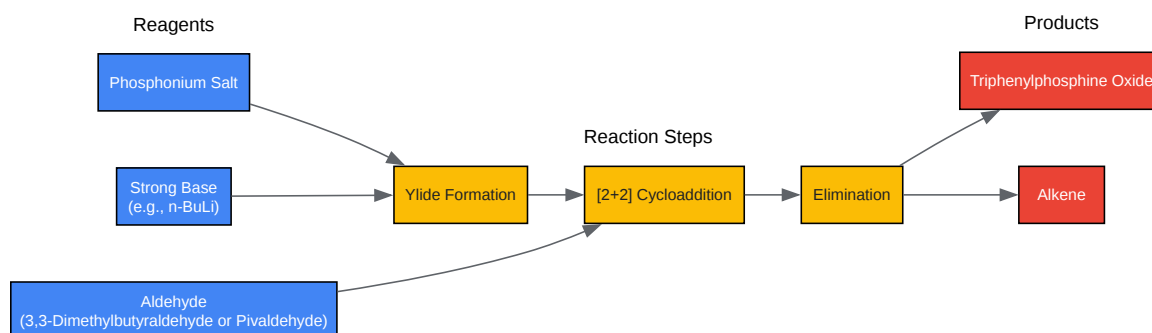 Reagents
Products
Phosphonium Salt
Triphenylphosphine Oxide
Reaction Steps
Strong Base
(e.g., n-BuLi)
Ylide Formation
[2+2] Cycloaddition
Elimination
Alkene
Aldehyde
(3,3-Dimethylbutyraldehyde or Pivaldehyde)